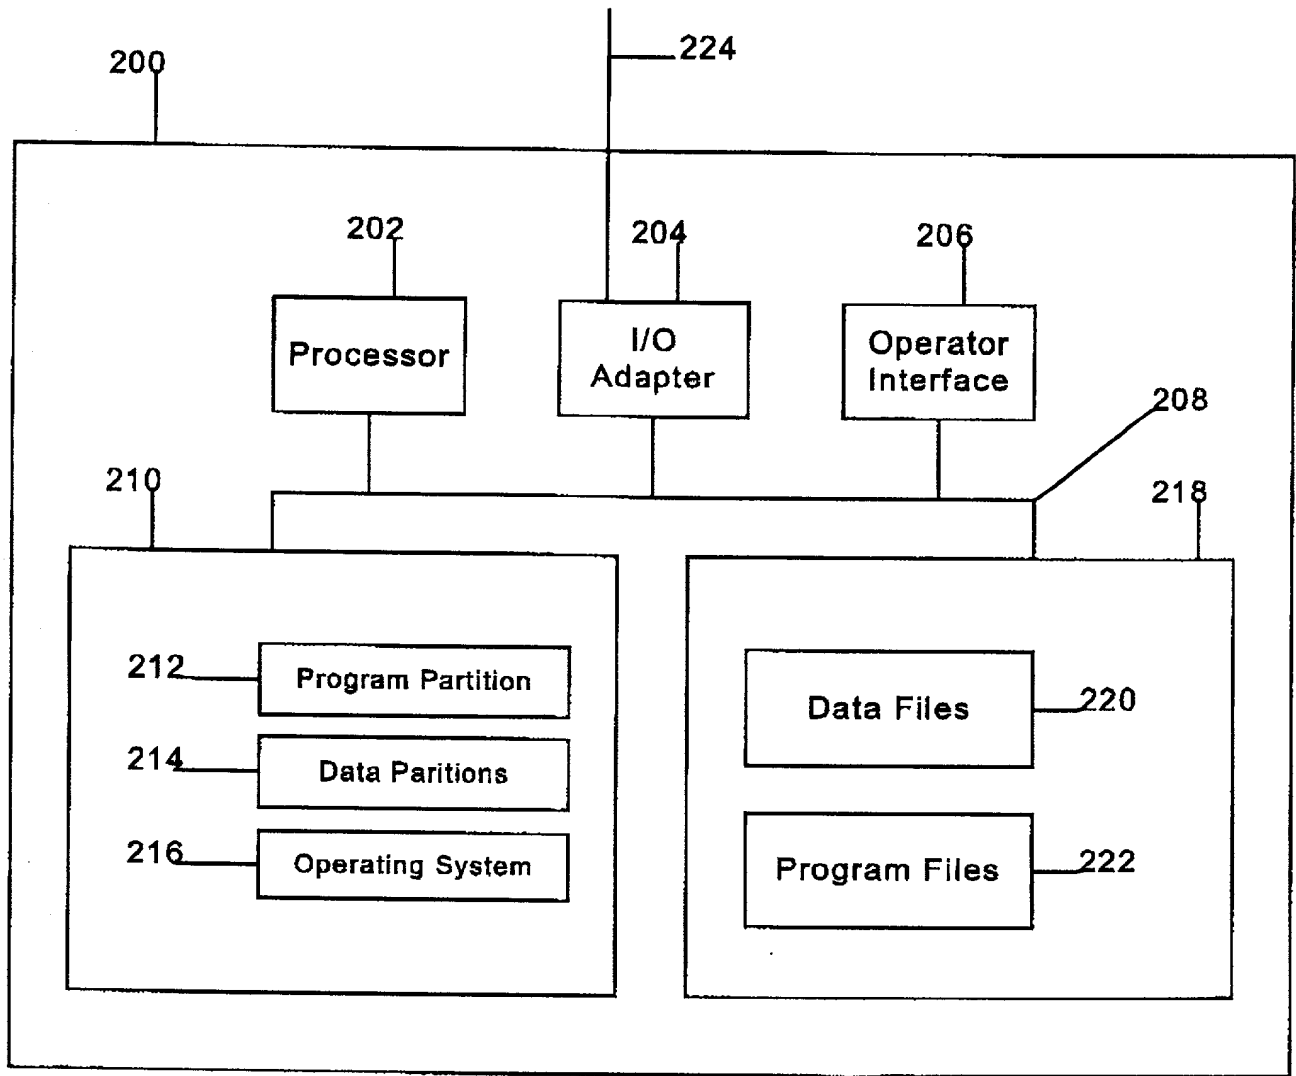 224
200
202
204
206
Processor
I/O
Adapter
Operator
Interface
208
210
218
212
Program Partition
214
Data Paritions
216
Operating System
Data Files
220
Program Files
222